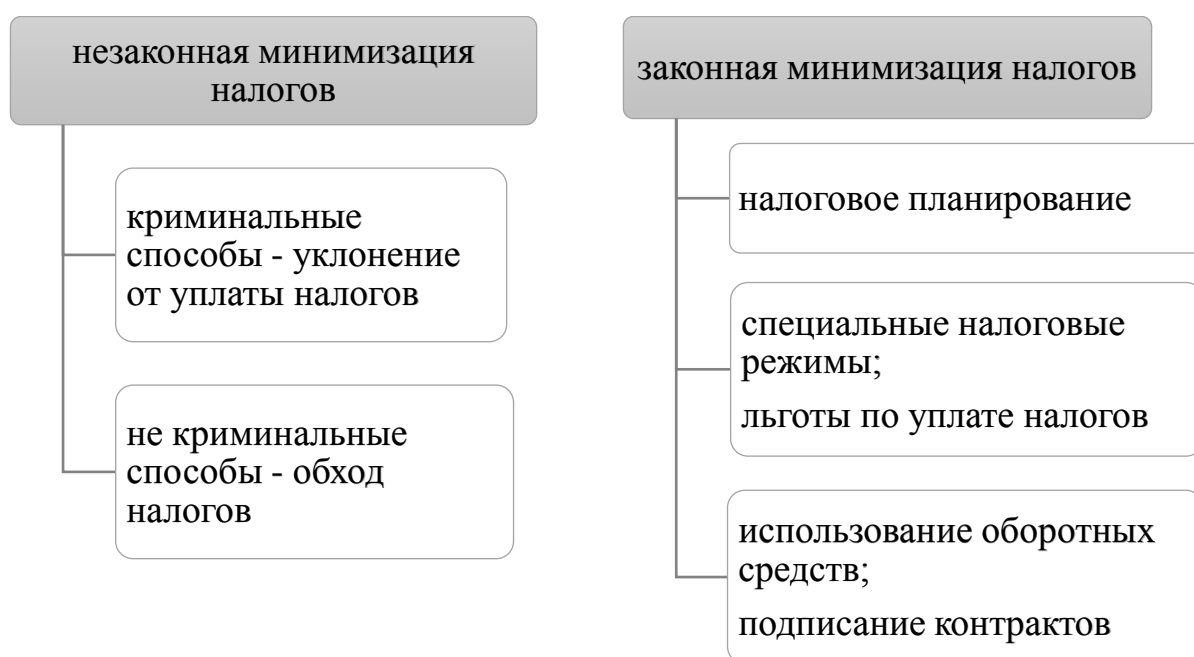 незаконная минимизация
налогов
криминальные
способы - уклонение
от уплаты налогов
не криминальные
способы - обход
налогов
законная минимизация налогов
налоговое планирование
специальные налоговые
режимы;
льготы по уплате налогов
использование оборотных
средств;
подписание контрактов